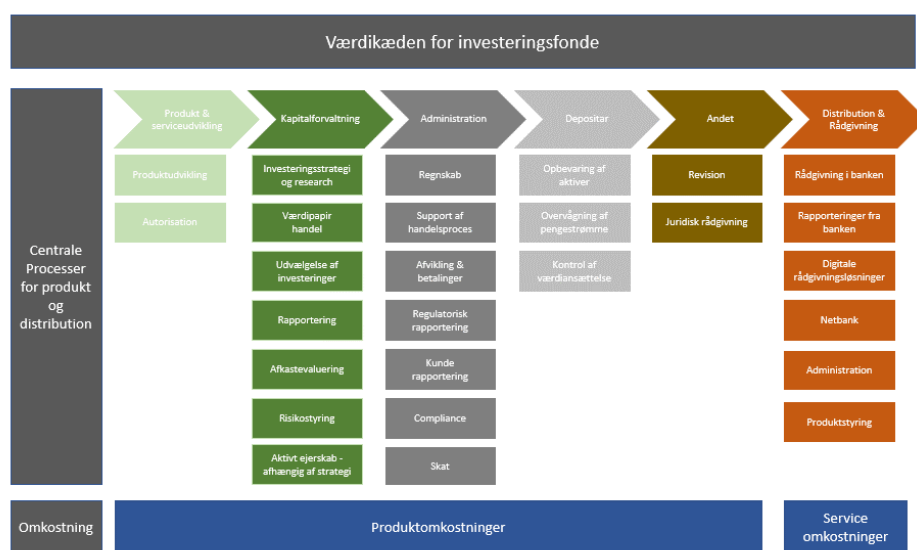 Værdikæden for investeringsfonde
Centrale
Processer
for produkt
og
distribution
Produkt &
serviceudvikling
Produktudvikling
Autorisation
Kapitalforvaltning
Investeringsstrategi
og research
Værdipapir
handel
Udvælgelse af
investeringer
Rapportering
Afkastevaluering
Risikostyring
Aktivt ejerskab -
afhængig af strategi
Administration
Regnskab
Support af
handelsproces
Afvikling &
betalinger
Regulatorisk
rapportering
Kunde
rapportering
Compliance
Skat
Depositar
Opbevaring af
aktiver
Overvågning af
pengestrømme
Kontrol af
værdiansættelse
Andet
Revision
Juridisk rådgivning
Distribution &
Rådgivning
Rådgivning i banken
Rapporteringer fra
banken
Digitale
rådgivningsløsninger
Netbank
Administration
Produktstyring
Omkostning
Produktomkostninger
Service
omkostninger